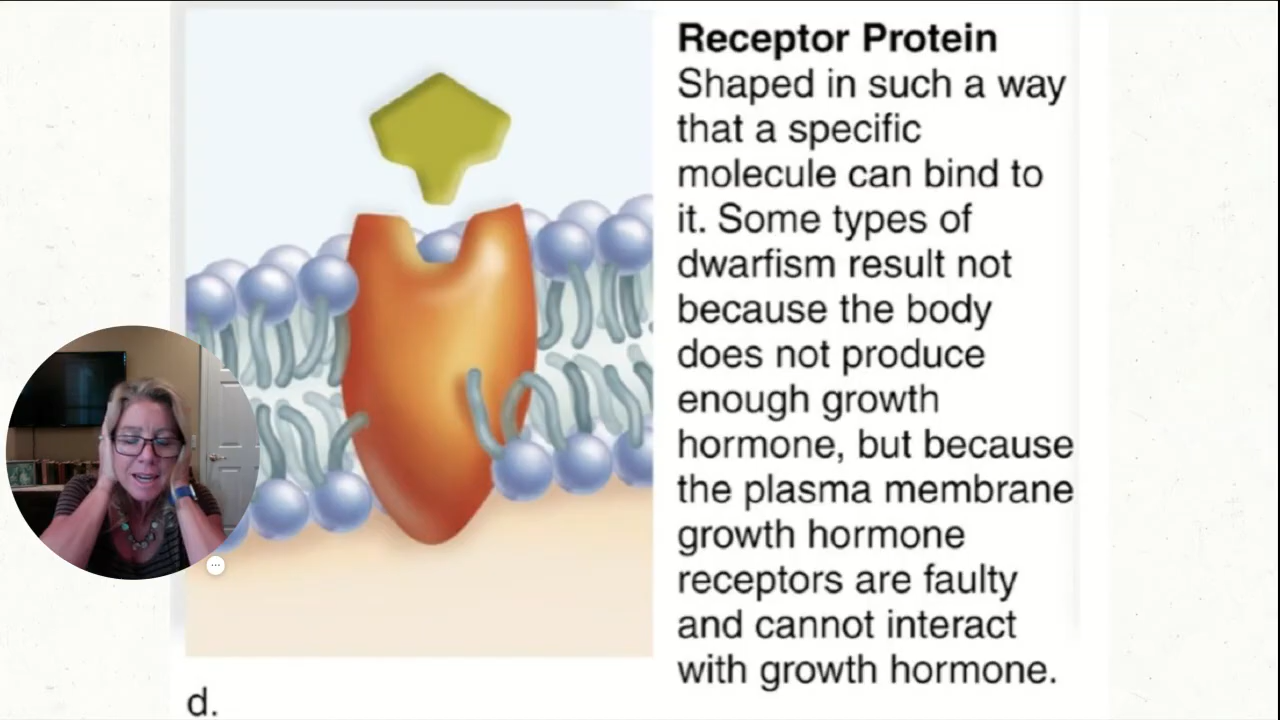 Receptor Protein
Shaped in such a way
that a specific
molecule can bind to
it. Some types of
dwarfism result not
because the body
does not produce
enough growth
hormone, but because
the plasma membrane
growth hormone
receptors are faulty
and cannot interact
with growth hormone.
d.